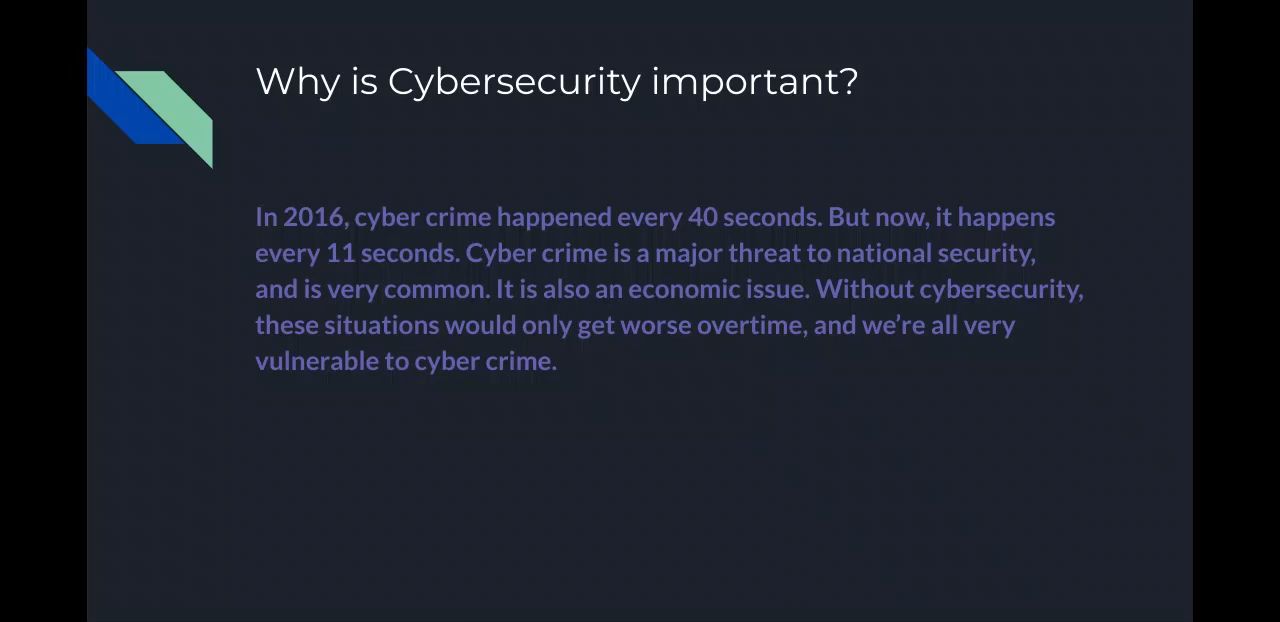 Why is Cybersecurity important?
In 2016, cyber crime happened every 40 seconds. But now, it happens
every 11 seconds. Cyber crime is a major threat to national security,
and is very common. It is also an economic issue. Without cybersecurity,
these situations would only get worse overtime, and we’re all very
vulnerable to cyber crime.